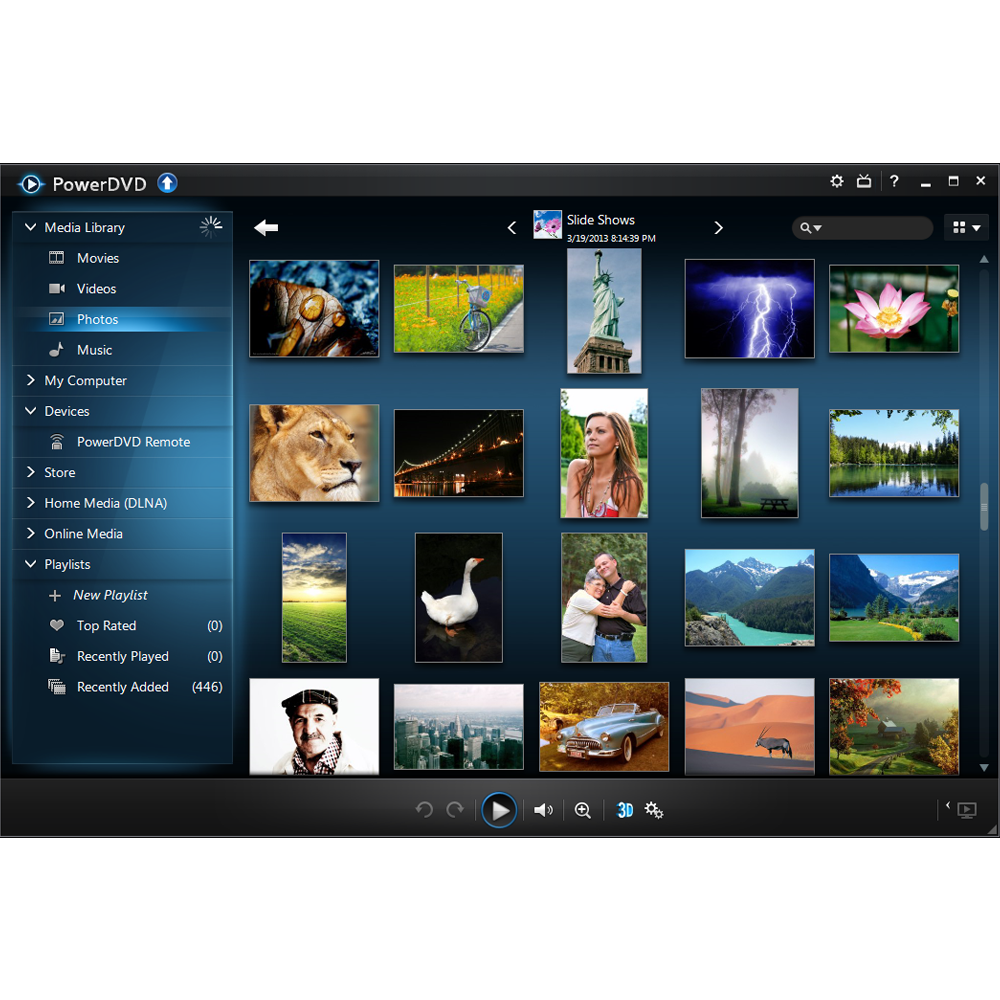 PowerDVD
?
Media Library
Movies
Videos
Photos
Music
My Computer
Devices
PowerDVD Remote
Store
Home Media (DLNA)
Online Media
Playlists
New Playlist
Top Rated (0)
Recently Played (0)
Recently Added (446)
Slide Shows
3/19/2013 8:14:39 PM
3D